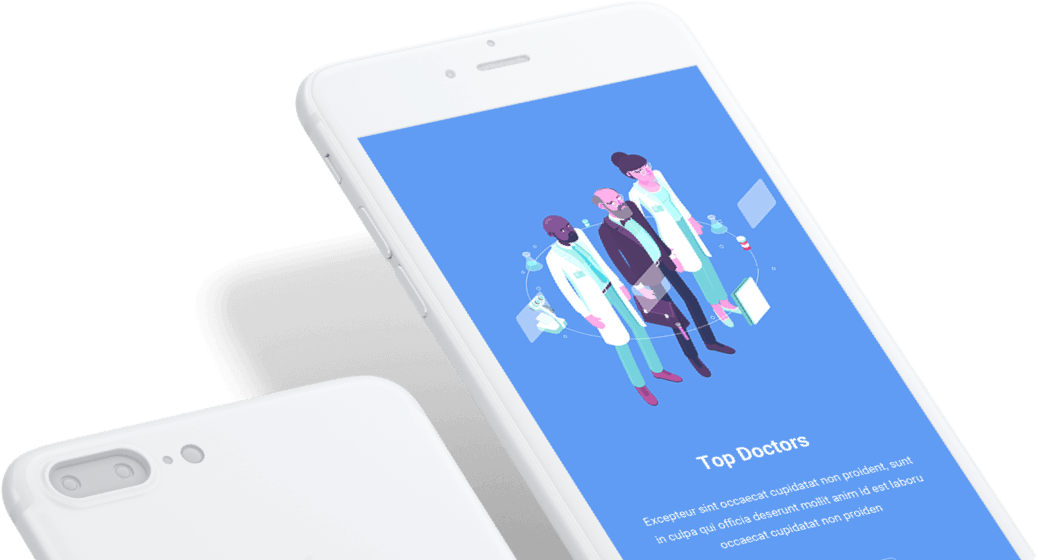 Top Doctors
Excepteur sint occaecat cupidatat non proident, sunt
in culpa qui officia deserunt mollit anim id est laboru
occaecat cupidatat non proiden